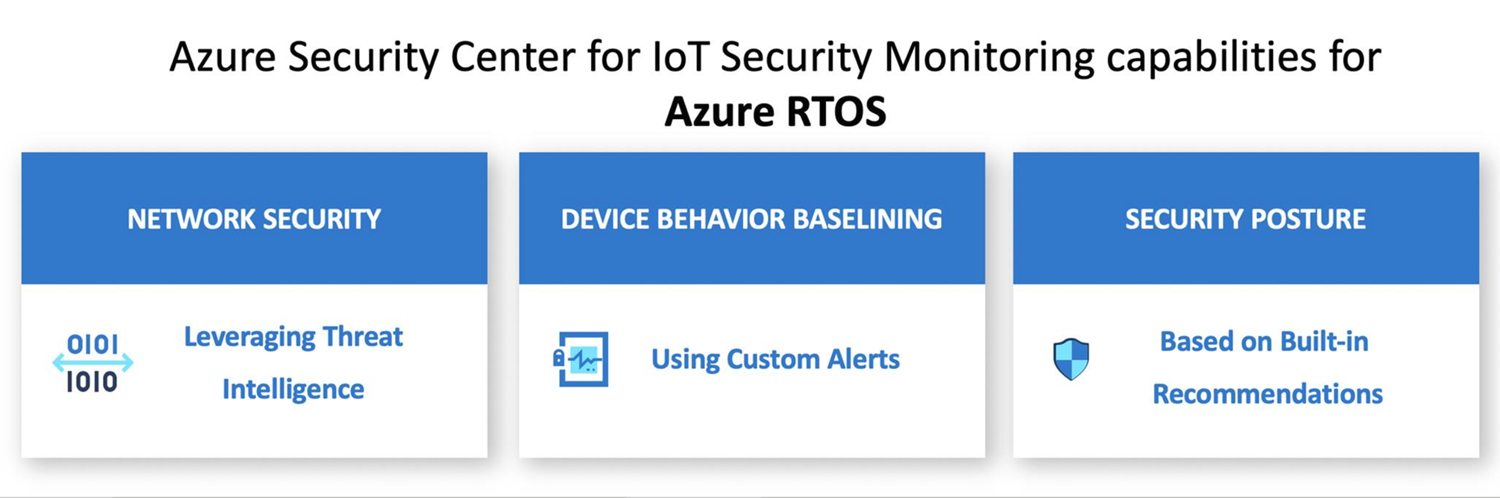 Azure Security Center for IoT Security Monitoring capabilities for
Azure RTOS
NETWORK SECURITY
0101
1010
Leveraging Threat
Intelligence
DEVICE BEHAVIOR BASELINING
Using Custom Alerts
SECURITY POSTURE
Based on Built-in
Recommendations